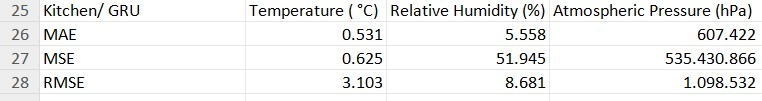 25 Kitchen/ GRU Temperature ( °C) Relative Humidity (%) Atmospheric Pressure (hPa)
26 MAE 0.531 5.558 607.422
27 MSE 0.625 51.945 535.430.866
28 RMSE 3.103 8.681 1.098.532